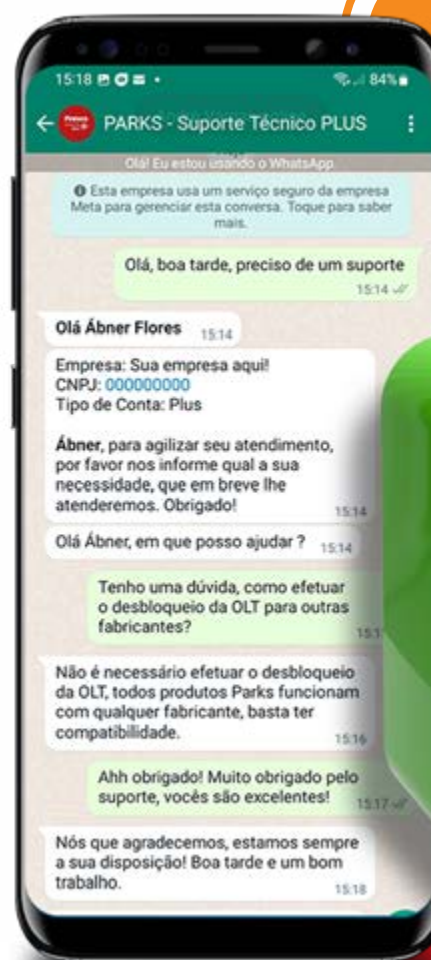 15:18
84%
PARKS - Suporte Técnico PLUS
Olá! Eu estou usando o WhatsApp
Esta empresa usa um serviço seguro da empresa
Meta para gerenciar esta conversa. Toque para saber
mais.
Olá, boa tarde, preciso de um suporte
15:14
Olá Ábner Flores
15:14
Empresa: Sua empresa aqui!
CNPJ: 000000000
Tipo de Conta: Plus
Ábner, para agilizar seu atendimento,
por favor nos informe qual a sua
necessidade, que em breve lhe
atenderemos. Obrigado!
15:14
Olá Ábner, em que posso ajudar ?
15:14
Tenho uma dúvida, como efetuar
o desbloqueio da OLT para outras
fabricantes?
Não é necessário efetuar o desbloqueio
da OLT, todos produtos Parks funcionam
com qualquer fabricante, basta ter
compatibilidade.
15:16
Ahh obrigado! Muito obrigado pelo
suporte, vocês são excelentes!
15:17
Nós que agradecemos, estamos sempre
a sua disposição! Boa tarde e um bom
trabalho.
15:18